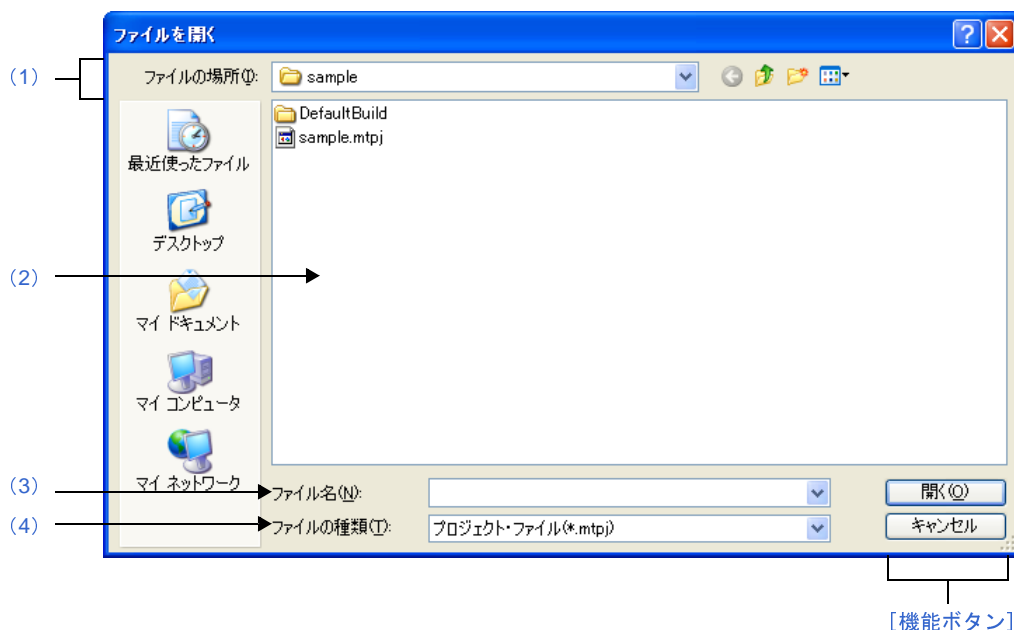 ファイルを開く
(1)
ファイルの場所(I):
sample
DefaultBuild
sample.mtpj
最近使ったファイル
デスクトップ
(2)
マイ ドキュメント
マイ コンピュータ
マイ ネットワーク
(3)
ファイル名(N):
開く(O)
(4)
ファイルの種類(T):
プロジェクト・ファイル(*.mtpj)
キャンセル
[機能ボタン]